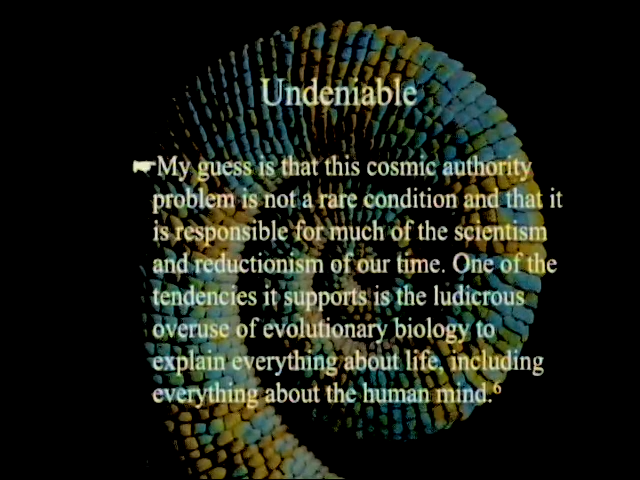 Undeniable
My guess is that this cosmic authority
problem is not a rare condition and that it
is responsible for much of the scientism
and reductionism of our time. One of the
tendencies it supports is the ludicrous
overuse of evolutionary biology to
explain everything about life, including
everything about the human mind.6